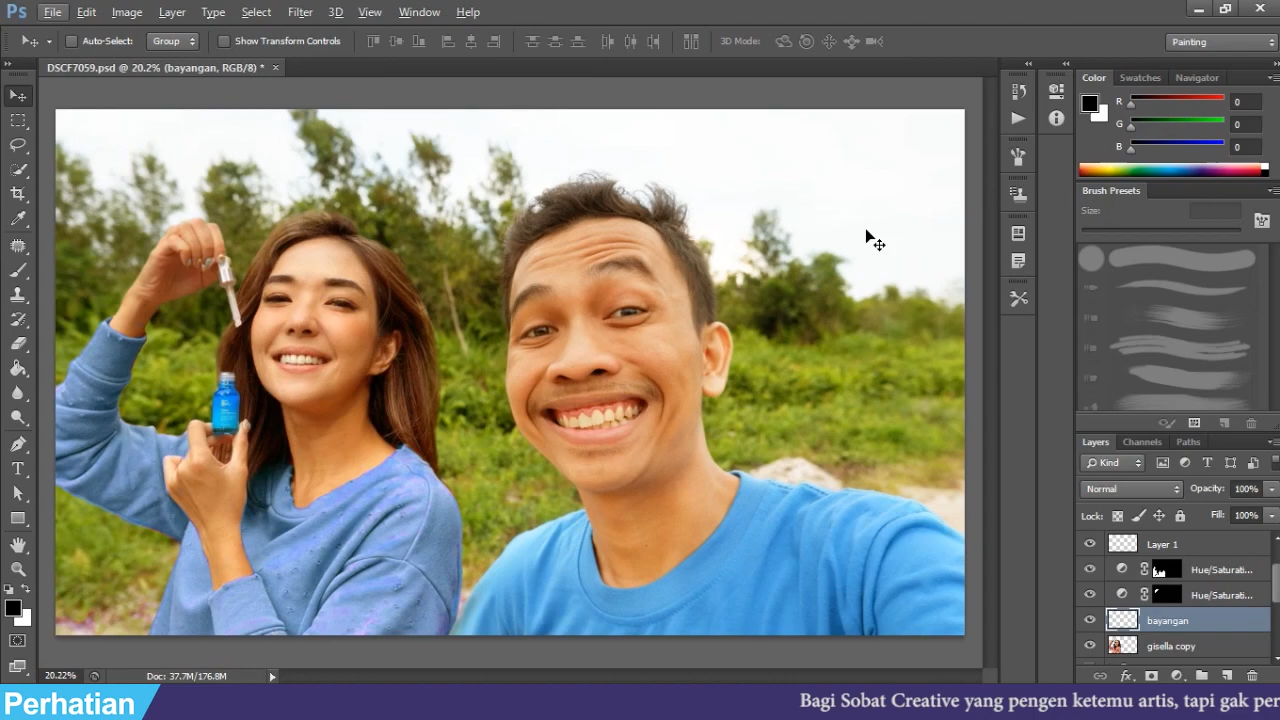 Ps File Edit Image Layer Type Select Filter 3D View Window Help
Auto-Select: Group Show Transform Controls 3D Mode: Painting
DSCF7059.psd @ 20.2% (bayangan, RGB/8) * ×
Color Swatches Navigator
R 0
G 0
B 0
Brush Presets
Size:
Layers Channels Paths
Kind
Normal Opacity: 100%
Lock: Fill: 100%
Layer 1
Hue/Saturati...
Hue/Saturati...
bayangan
gisella copy
20.22% Doc: 37.7M/176.8M
Perhatian Bagi Sobat Creative yang pengen ketemu artis, tapi gak per